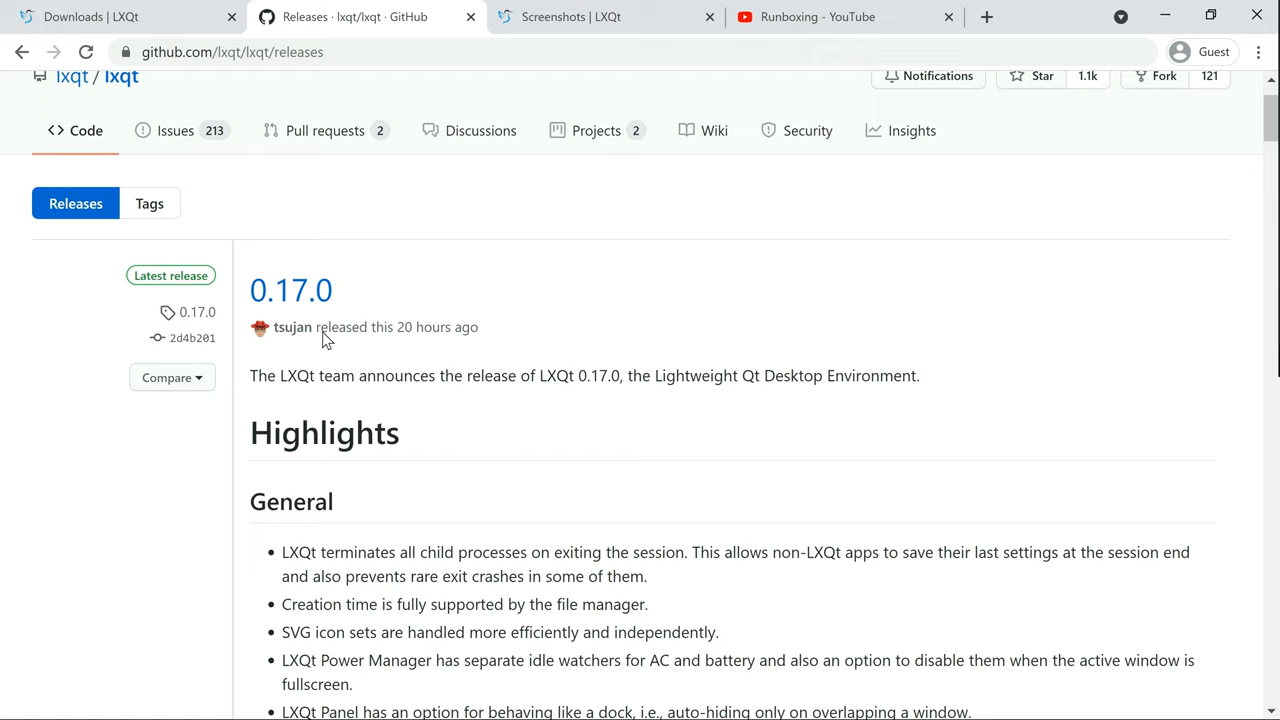 Downloads | LXQt
Releases · lxqt/lxqt · GitHub
Screenshots | LXQt
Runboxing - YouTube
github.com/lxqt/lxqt/releases
Guest
lxqt / lxqt
Notifications
Star 1.1k
Fork 121
Code
Issues 213
Pull requests 2
Discussions
Projects 2
Wiki
Security
Insights
Releases
Tags
Latest release
0.17.0
2d4b201
Compare
0.17.0
tsujan released this 20 hours ago
The LXQt team announces the release of LXQt 0.17.0, the Lightweight Qt Desktop Environment.
Highlights
General
• LXQt terminates all child processes on exiting the session. This allows non-LXQt apps to save their last settings at the session end
and also prevents rare exit crashes in some of them.
• Creation time is fully supported by the file manager.
• SVG icon sets are handled more efficiently and independently.
• LXQt Power Manager has separate idle watchers for AC and battery and also an option to disable them when the active window is
fullscreen.
• LXQt Panel has an option for behaving like a dock, i.e., auto-hiding only on overlapping a window.